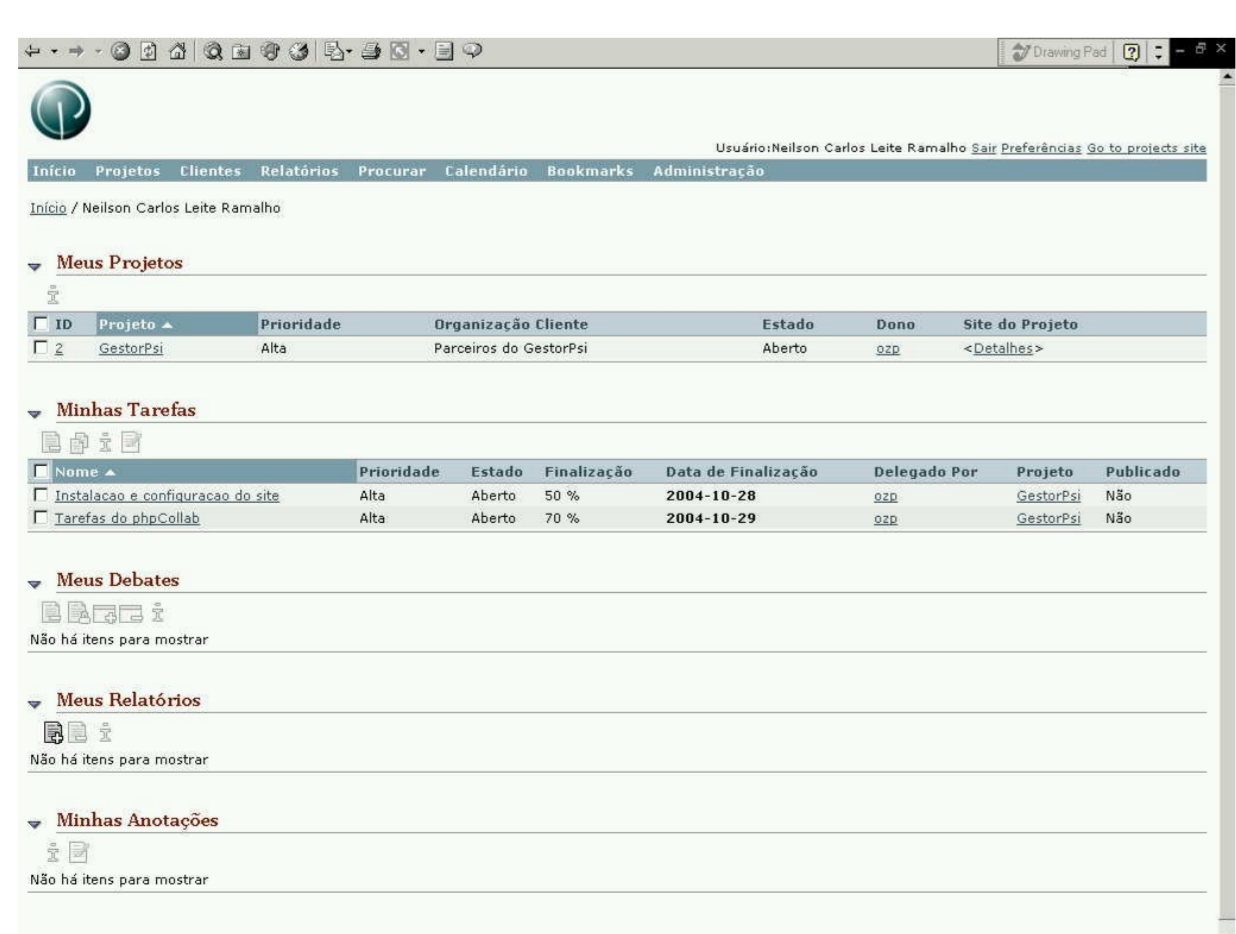 Drawing Pad
Usuário:Neilson Carlos Leite Ramalho Sair Preferências Go to projects site
Início Projetos Clientes Relatórios Procurar Calendário Bookmarks Administração
Início / Neilson Carlos Leite Ramalho
Meus Projetos
ID Projeto Prioridade Organização Cliente Estado Dono Site do Projeto
2 GestorPsi Alta Parceiros do GestorPsi Aberto ozp <Detalhes>
Minhas Tarefas
Nome Prioridade Estado Finalização Data de Finalização Delegado Por Projeto Publicado
Instalacao e configuracao do site Alta Aberto 50 % 2004-10-28 ozp GestorPsi Não
Tarefas do phpCollab Alta Aberto 70 % 2004-10-29 ozp GestorPsi Não
Meus Debates
Não há itens para mostrar
Meus Relatórios
Não há itens para mostrar
Minhas Anotações
Não há itens para mostrar